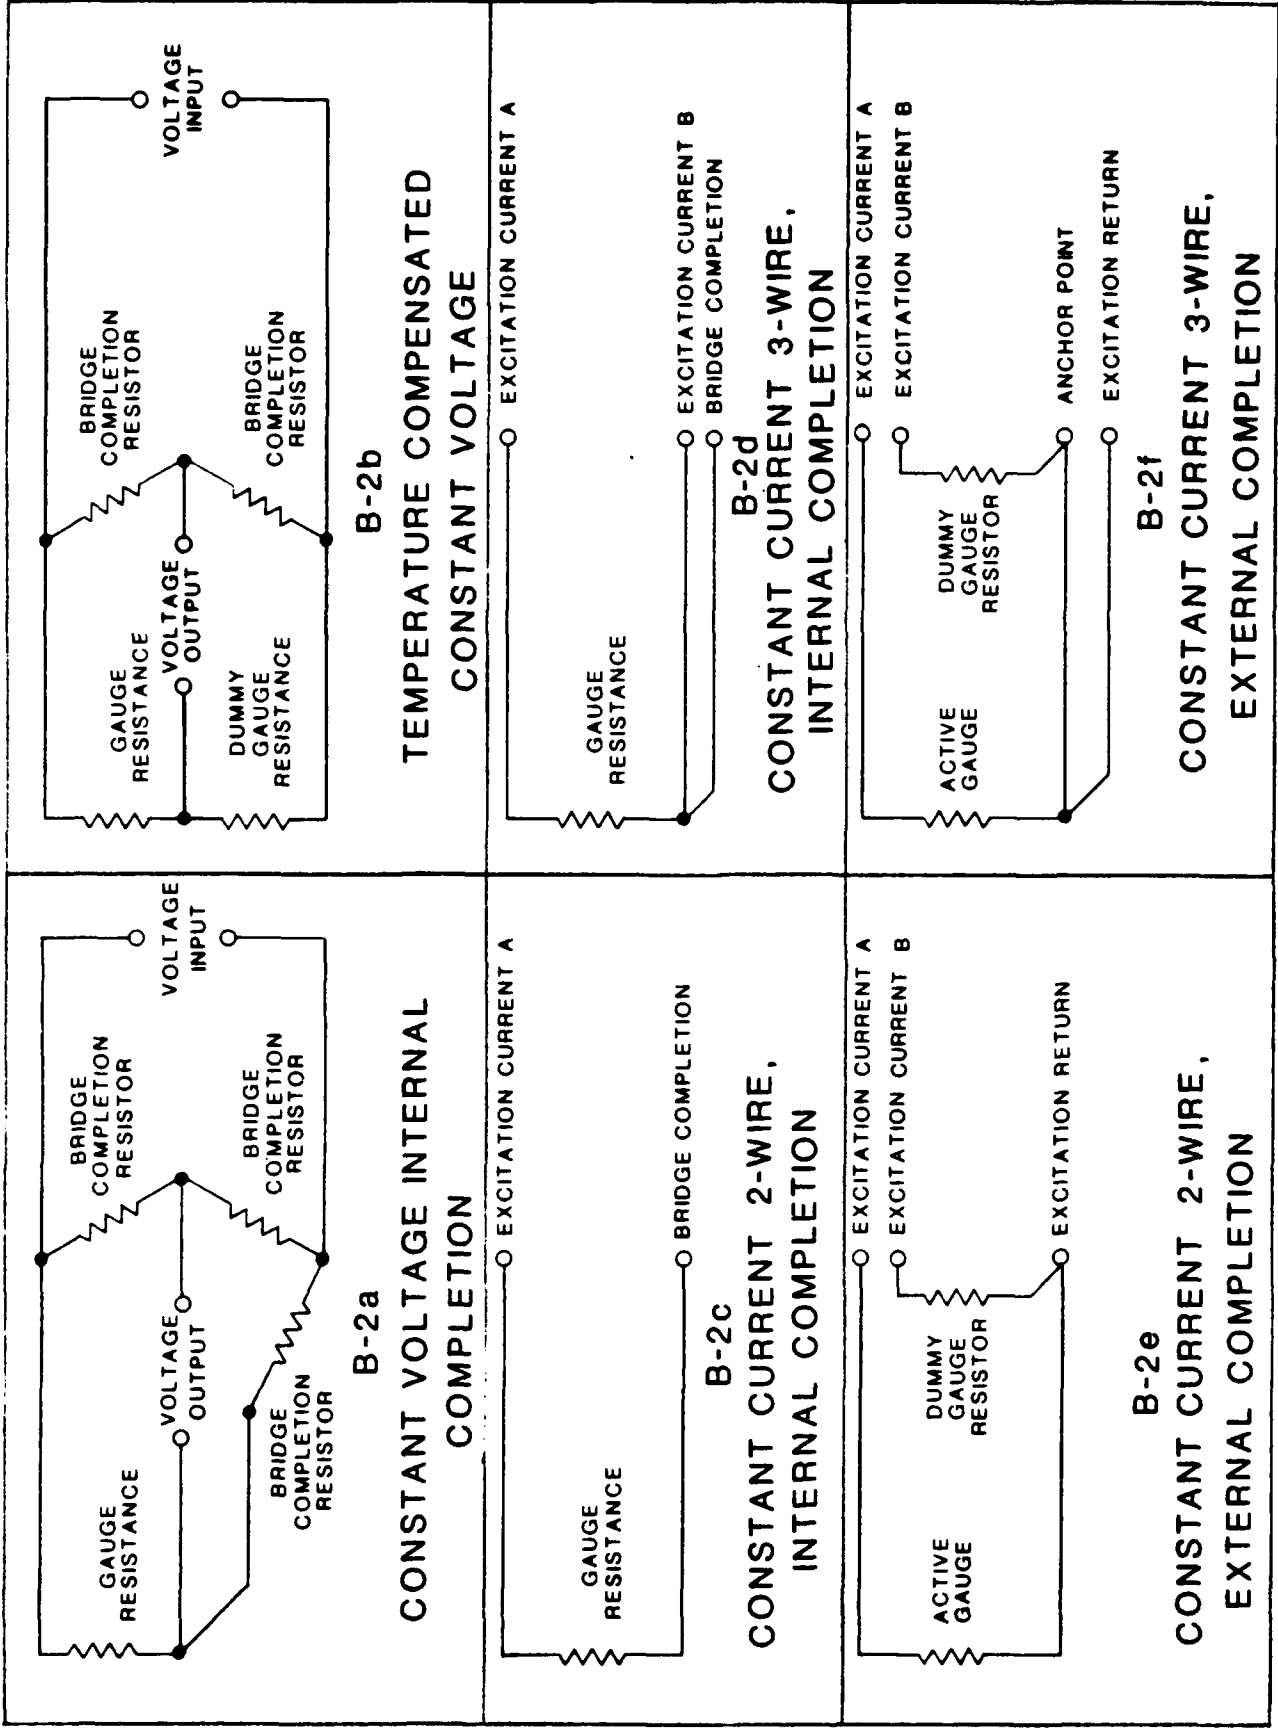 GAUGE
RESISTANCE
VOLTAGE
OUTPUT
BRIDGE
COMPLETION
RESISTOR
BRIDGE
COMPLETION
RESISTOR
BRIDGE
COMPLETION
RESISTOR
VOLTAGE
INPUT
B-2a
CONSTANT VOLTAGE INTERNAL
COMPLETION
GAUGE
RESISTANCE
DUMMY
GAUGE
RESISTANCE
VOLTAGE
OUTPUT
BRIDGE
COMPLETION
RESISTOR
BRIDGE
COMPLETION
RESISTOR
VOLTAGE
INPUT
B-2b
TEMPERATURE COMPENSATED
CONSTANT VOLTAGE
GAUGE
RESISTANCE
EXCITATION CURRENT A
BRIDGE COMPLETION
B-2c
CONSTANT CURRENT 2-WIRE,
INTERNAL COMPLETION
GAUGE
RESISTANCE
EXCITATION CURRENT A
EXCITATION CURRENT B
BRIDGE COMPLETION
B-2d
CONSTANT CURRENT 3-WIRE,
INTERNAL COMPLETION
ACTIVE
GAUGE
DUMMY
GAUGE
RESISTOR
EXCITATION CURRENT A
EXCITATION CURRENT B
EXCITATION RETURN
B-2e
CONSTANT CURRENT 2-WIRE,
EXTERNAL COMPLETION
ACTIVE
GAUGE
DUMMY
GAUGE
RESISTOR
EXCITATION CURRENT A
EXCITATION CURRENT B
ANCHOR POINT
EXCITATION RETURN
B-2f
CONSTANT CURRENT 3-WIRE,
EXTERNAL COMPLETION